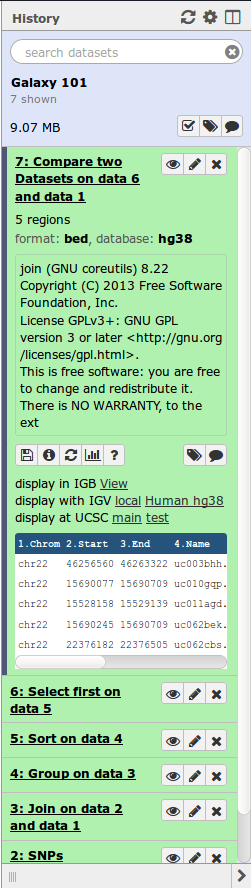 History
search datasets
Galaxy 101
7 shown
9.07 MB
7: Compare two
Datasets on data 6
and data 1
5 regions
format: bed, database: hg38
join (GNU coreutils) 8.22
Copyright (C) 2013 Free Software
Foundation, Inc.
License GPLv3+: GNU GPL
version 3 or later <http://gnu.org
/licenses/gpl.html>.
This is free software: you are free
to change and redistribute it.
There is NO WARRANTY, to the
ext
display in IGB View
display with IGV local Human hg38
display at UCSC main test
1.Chrom 2.Start 3.End 4.Name
chr22 46256560 46263322 uc003bhh.
chr22 15690077 15690709 uc010gqp.
chr22 15528158 15529139 uc011agd.
chr22 15690245 15690709 uc062bek.
chr22 22376182 22376505 uc062cbs.
6: Select first on
data 5
5: Sort on data 4
4: Group on data 3
3: Join on data 2
and data 1
2: SNPs